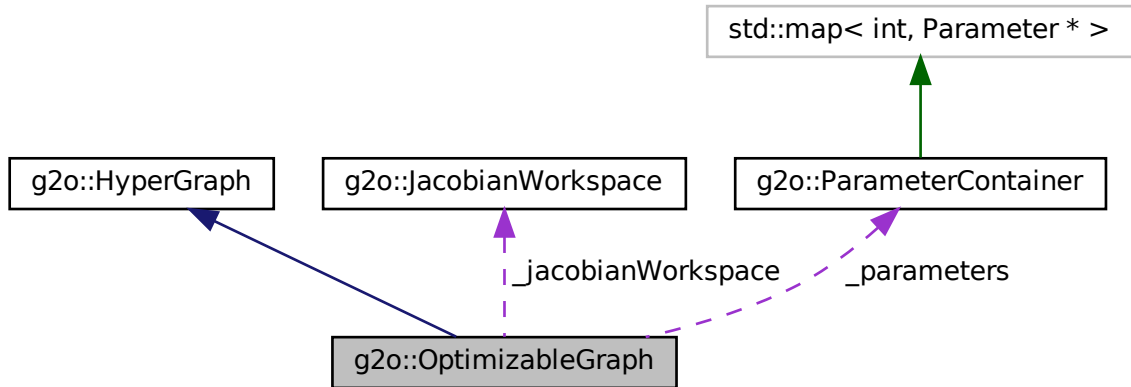 std::map< int, Parameter * >
g2o::HyperGraph
g2o::JacobianWorkspace
g2o::ParameterContainer
_jacobianWorkspace
_parameters
g2o::OptimizableGraph